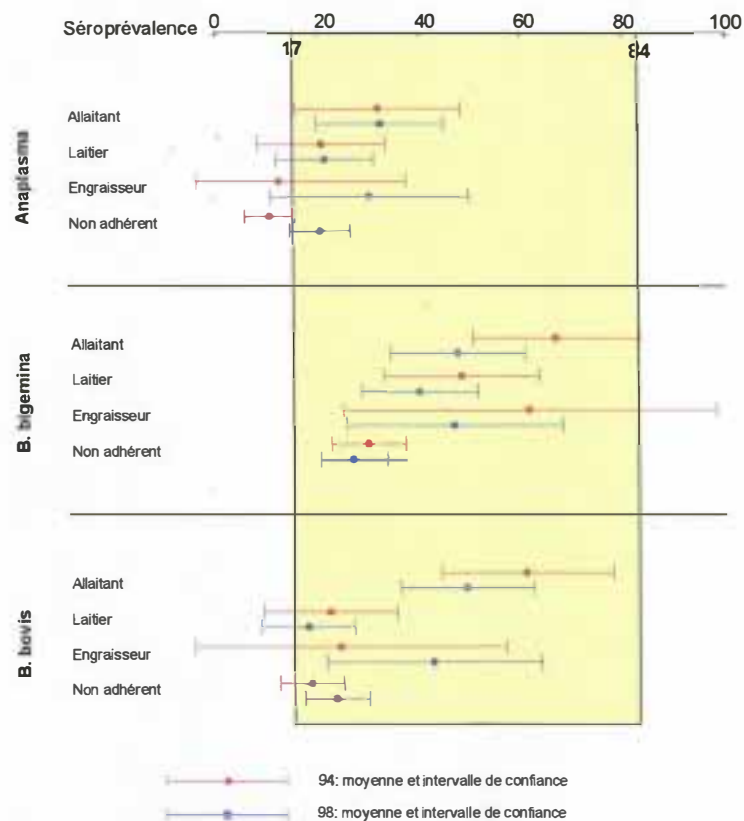 Séroprévalence 0 20 40 60 80 100
17 84
Anaplasma
Allaitant
Laitier
Engraisseur
Non adhérent
B. bigemina
Allaitant
Laitier
Engraisseur
Non adhérent
B. bovis
Allaitant
Laitier
Engraisseur
Non adhérent
94: moyenne et intervalle de confiance
98: moyenne et intervalle de confiance